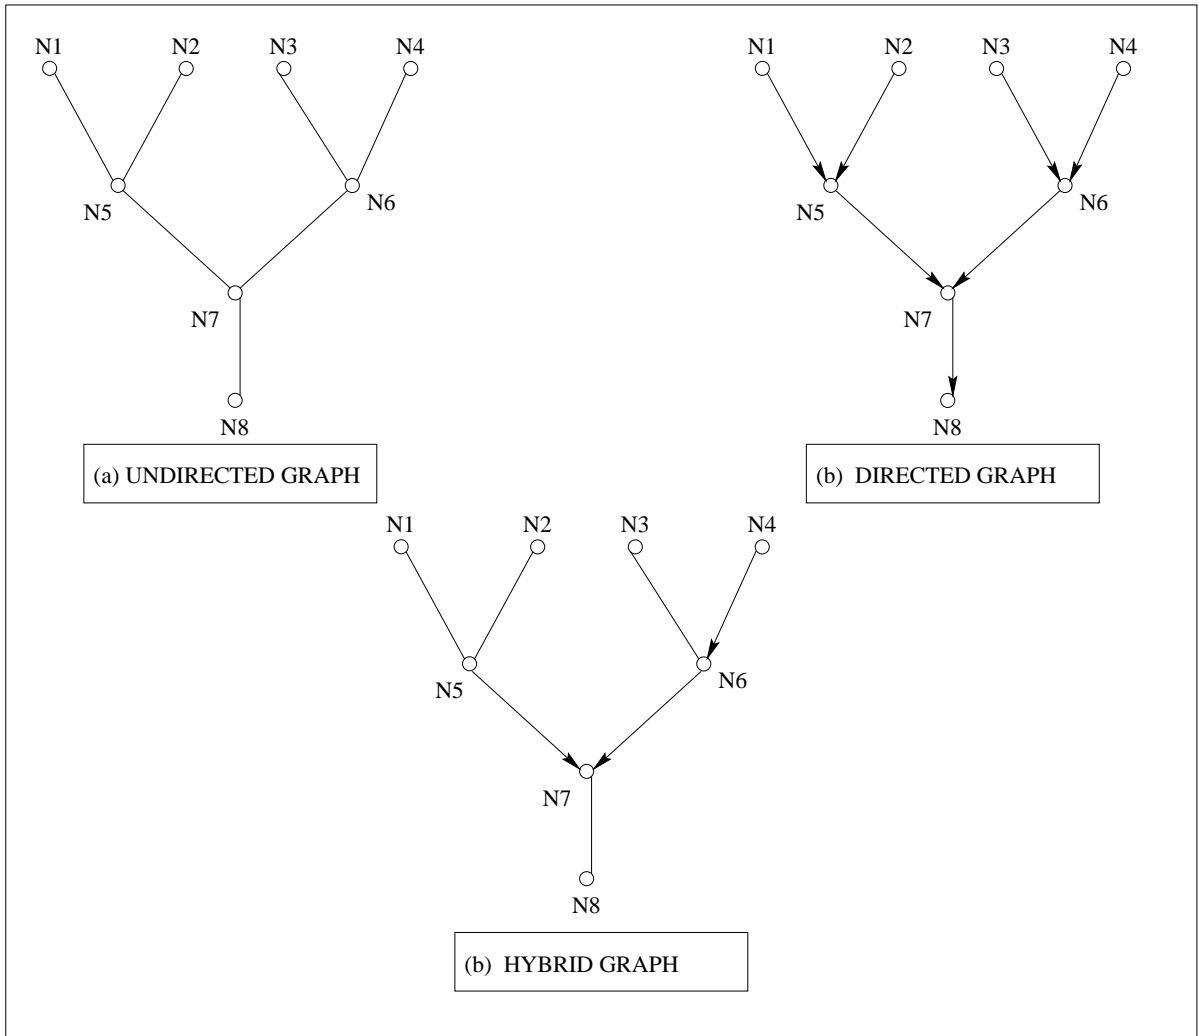 N1 N2 N3 N4
N5 N6
N7
N8
(a) UNDIRECTED GRAPH
N1 N2 N3 N4
N5 N6
N7
N8
(b) DIRECTED GRAPH
N1 N2 N3 N4
N5 N6
N7
N8
(b) HYBRID GRAPH